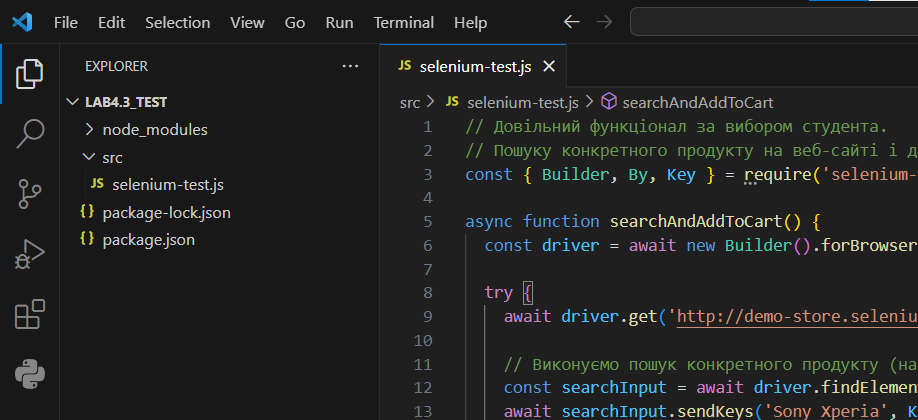 File Edit Selection View Go Run Terminal Help
EXPLORER
LAB4.3_TEST
node_modules
src
JS selenium-test.js
{} package-lock.json
{} package.json
JS selenium-test.js
src > JS selenium-test.js > searchAndAddToCart
1 // Довільний функціонал за вибором студента.
2 // Пошуку конкретного продукту на веб-сайті і д
3 const { Builder, By, Key } = require('selenium-
4
5 async function searchAndAddToCart() {
6 const driver = await new Builder().forBrowser
7
8 try {
9 await driver.get('http://demo-store.seleniu
10
11 // Виконуємо пошук конкретного продукту (на
12 const searchInput = await driver.findElemen
13 await searchInput.sendKeys('Sony Xperia', K